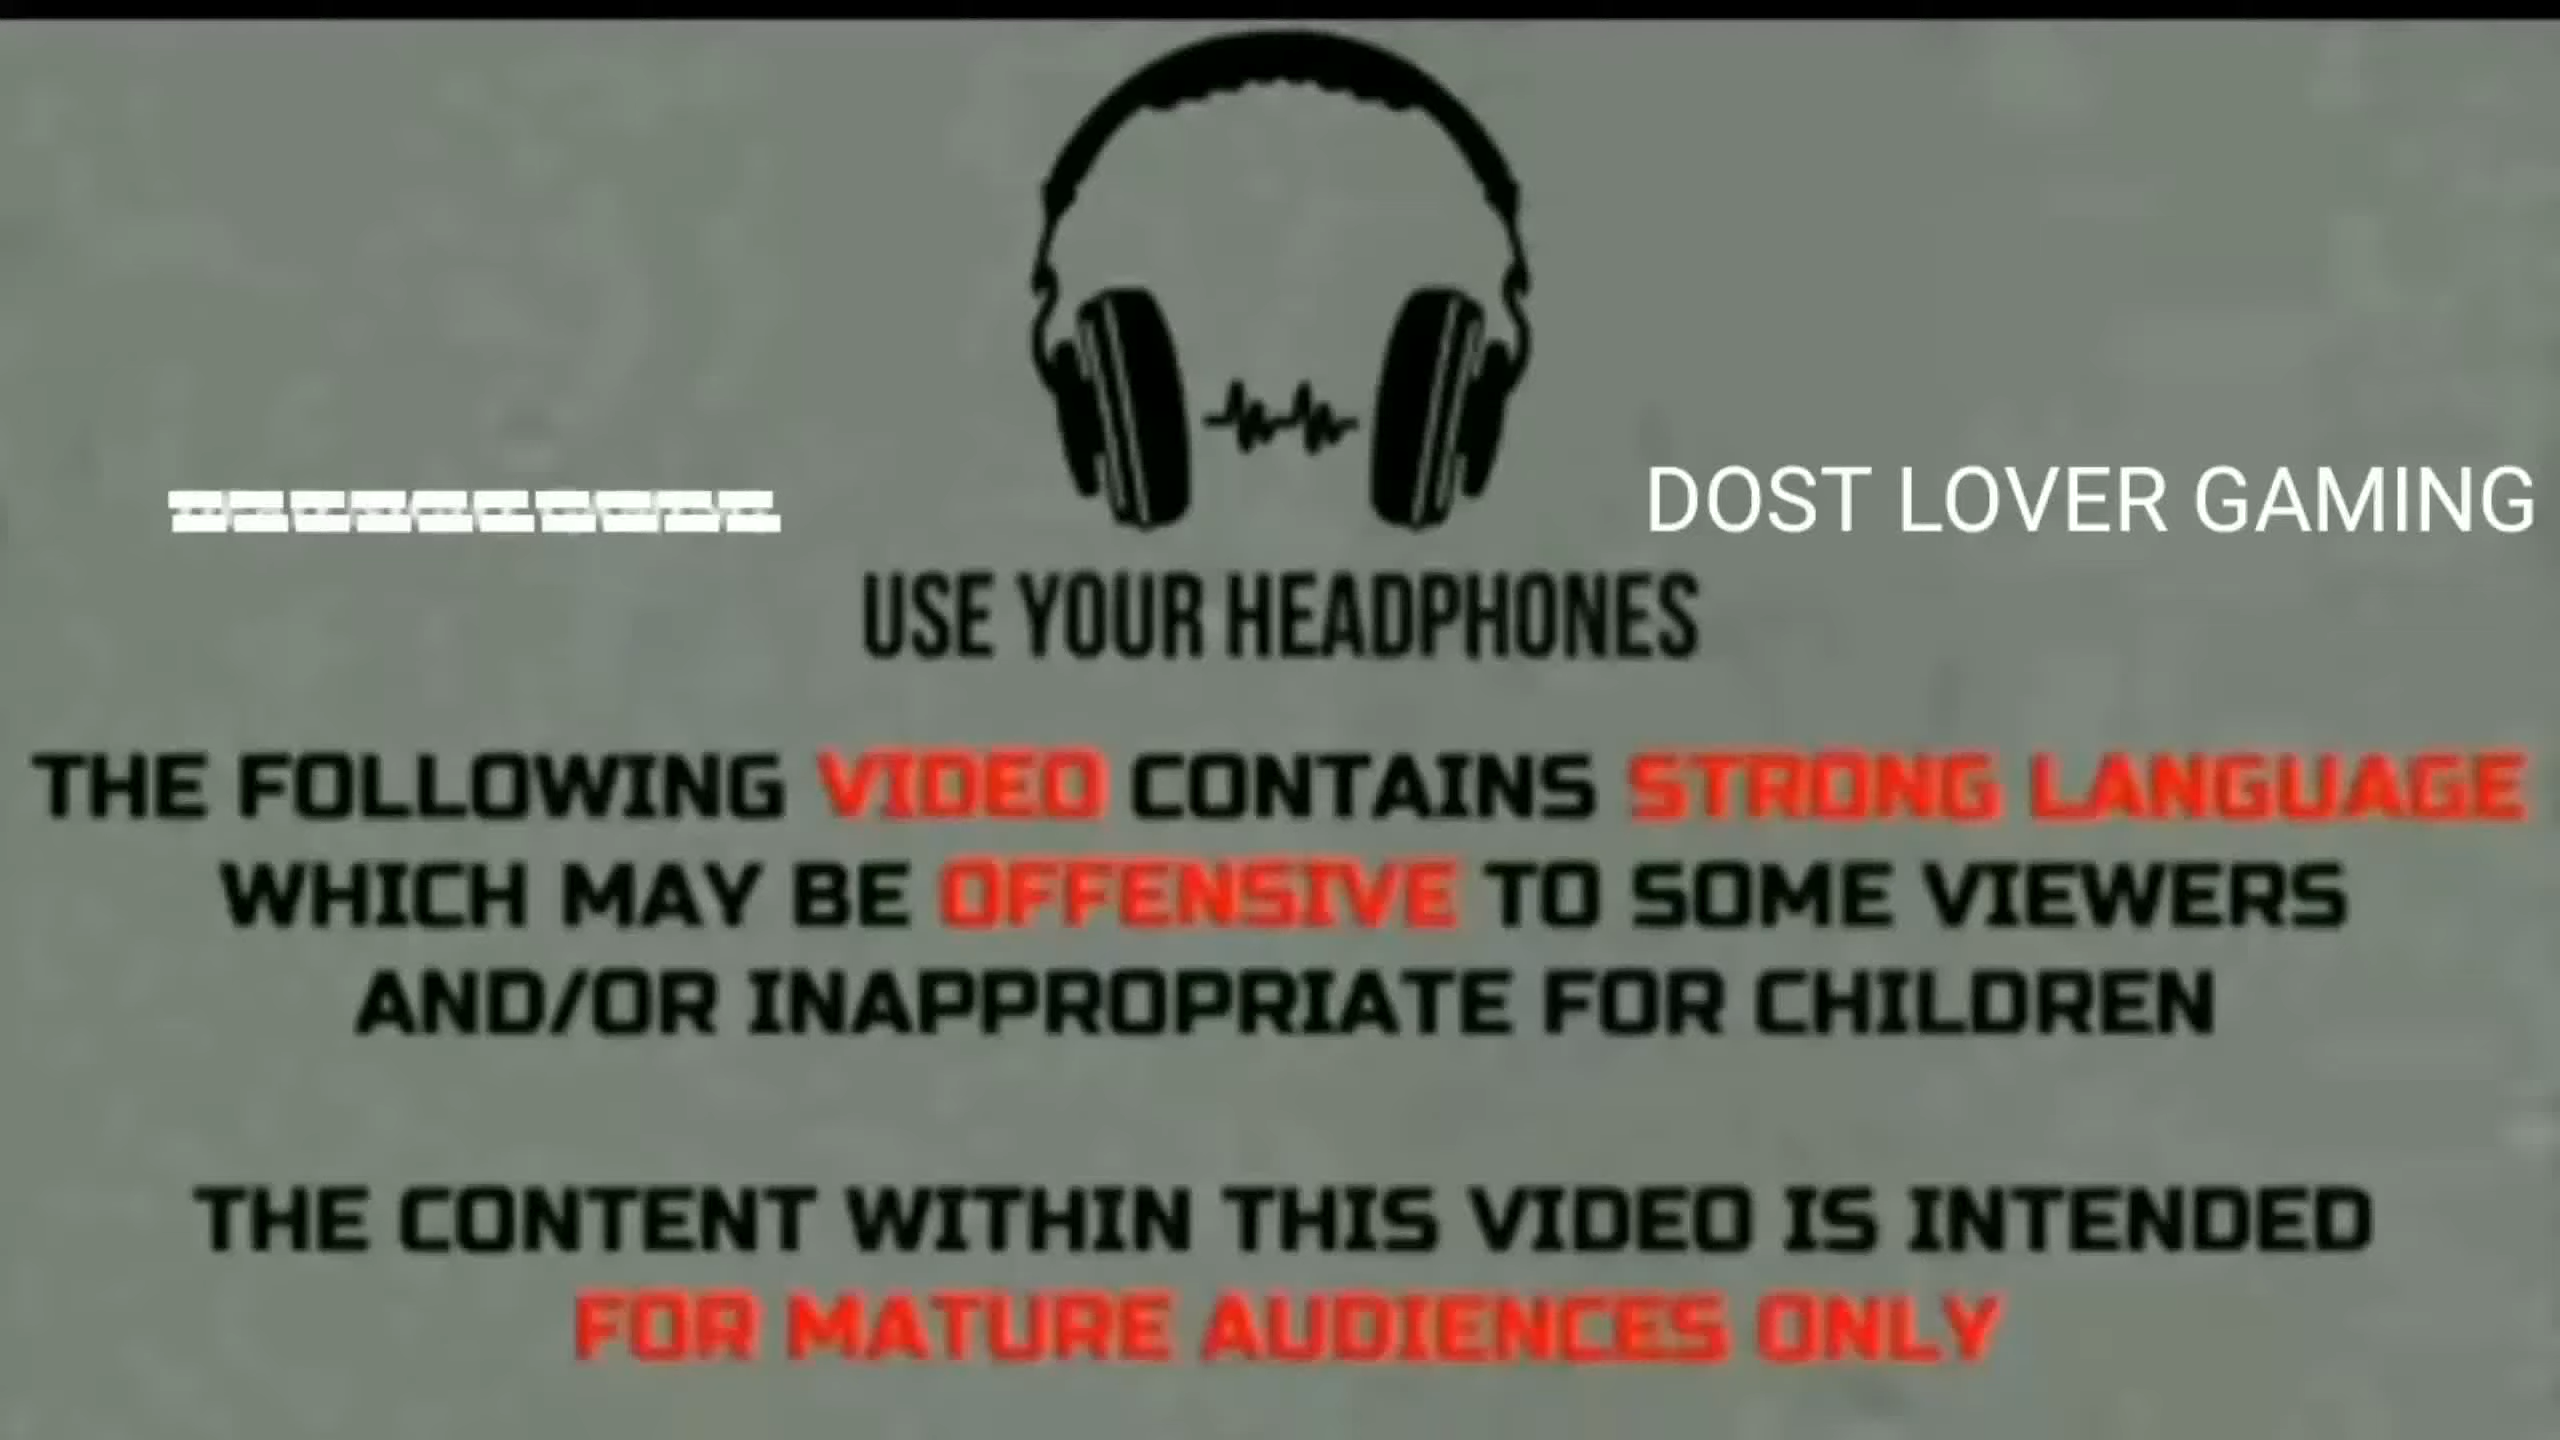 DOST LOVER GAMING
USE YOUR HEADPHONES
THE FOLLOWING VIDEO CONTAINS STRONG LANGUAGE
WHICH MAY BE OFFENSIVE TO SOME VIEWERS
AND/OR INAPPROPRIATE FOR CHILDREN
THE CONTENT WITHIN THIS VIDEO IS INTENDED
FOR MATURE AUDIENCES ONLY